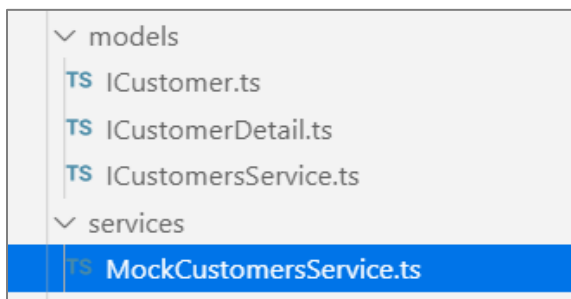 models
TS ICustomer.ts
TS ICustomerDetail.ts
TS ICustomersService.ts
services
TS MockCustomersService.ts